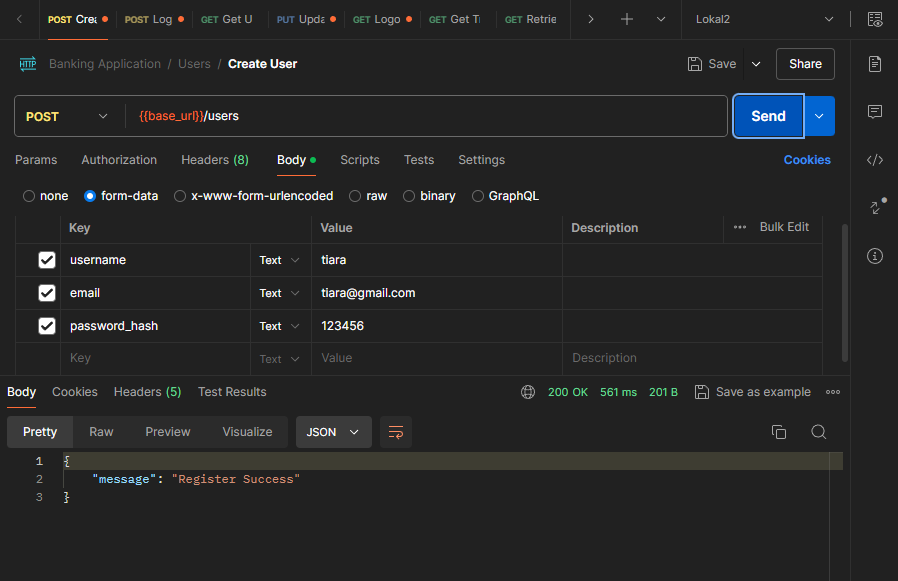 POST Crea POST Log GET Get U PUT Upda GET Logo GET Get Ti GET Retrie Lokal2
HTTP Banking Application / Users / Create User Save Share
POST {{base_url}}/users Send
Params Authorization Headers (8) Body Scripts Tests Settings Cookies
none form-data x-www-form-urlencoded raw binary GraphQL
Key Value Description Bulk Edit
username Text tiara
email Text tiara@gmail.com
password_hash Text 123456
Key Text Value Description
Body Cookies Headers (5) Test Results 200 OK 561 ms 201 B Save as example
Pretty Raw Preview Visualize JSON
1 {
2 "message": "Register Success"
3 }